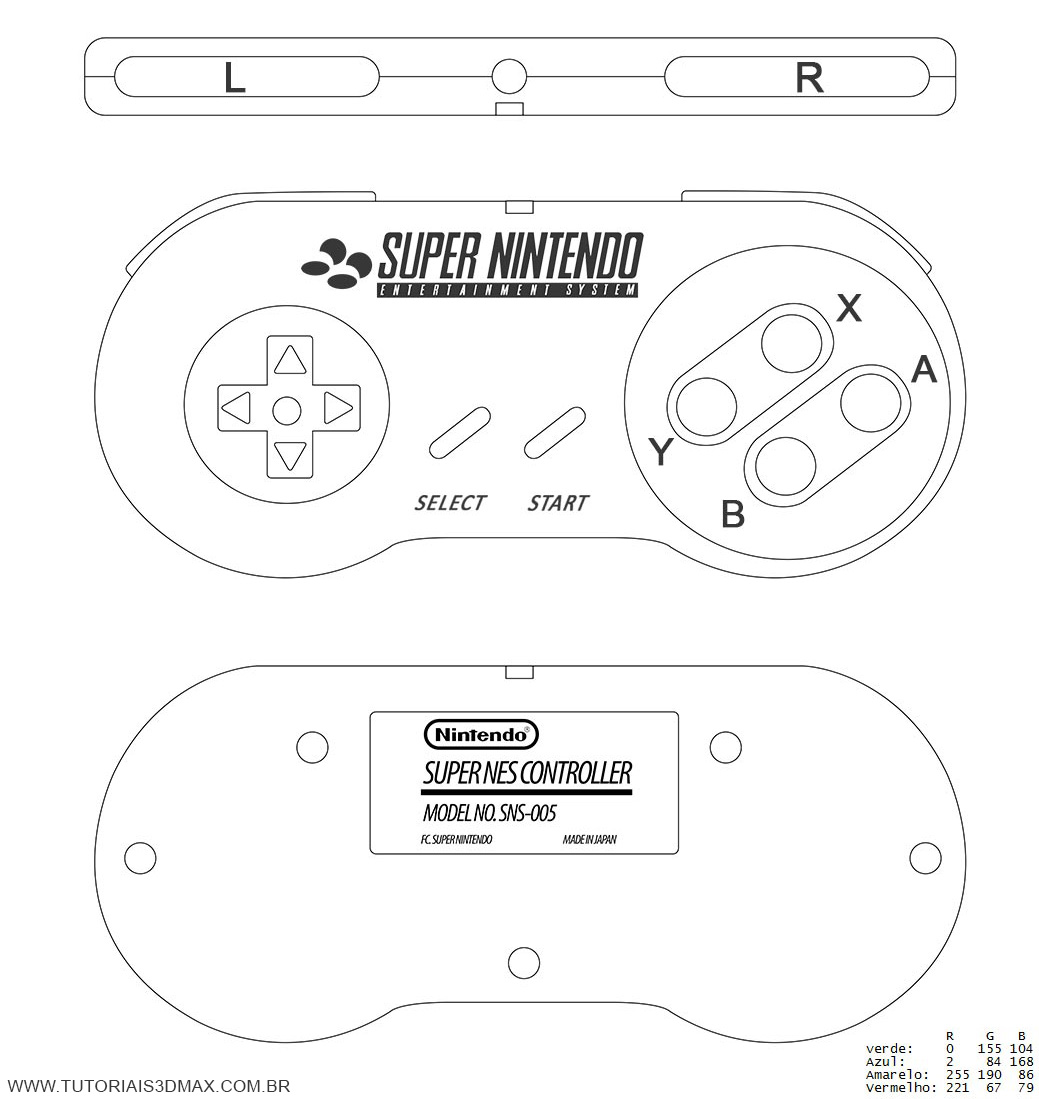 L
R
SUPER NINTENDO
ENTERTAINMENT SYSTEM
X
A
Y
B
SELECT
START
Nintendo®
SUPER NES CONTROLLER
MODEL NO. SNS-005
FC. SUPER NINTENDO
MADE IN JAPAN
R G B
verde: 0 155 104
Azul: 2 84 168
Amarelo: 255 190 86
Vermelho: 221 67 79
WWW.TUTORIAIS3DMAX.COM.BR